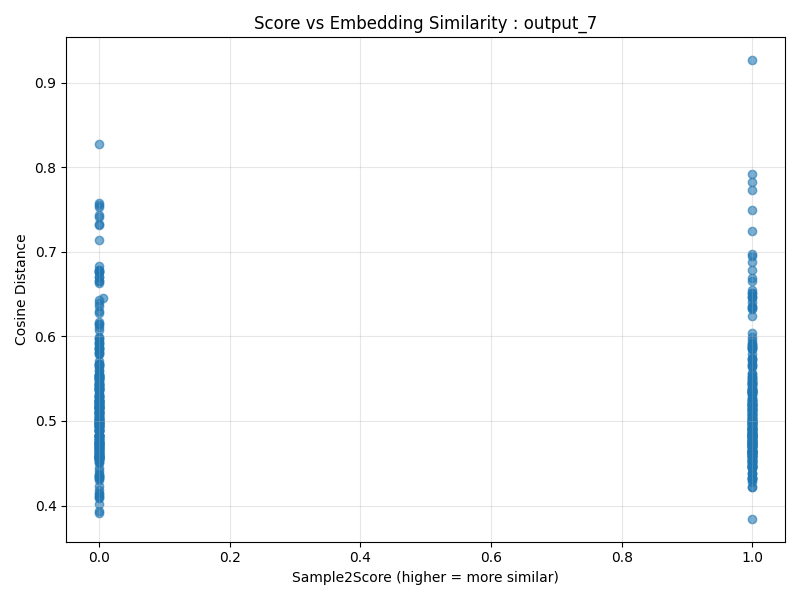 Score vs Embedding Similarity : output_7
Cosine Distance
0.9
0.8
0.7
0.6
0.5
0.4
0.0 0.2 0.4 0.6 0.8 1.0
Sample2Score (higher = more similar)